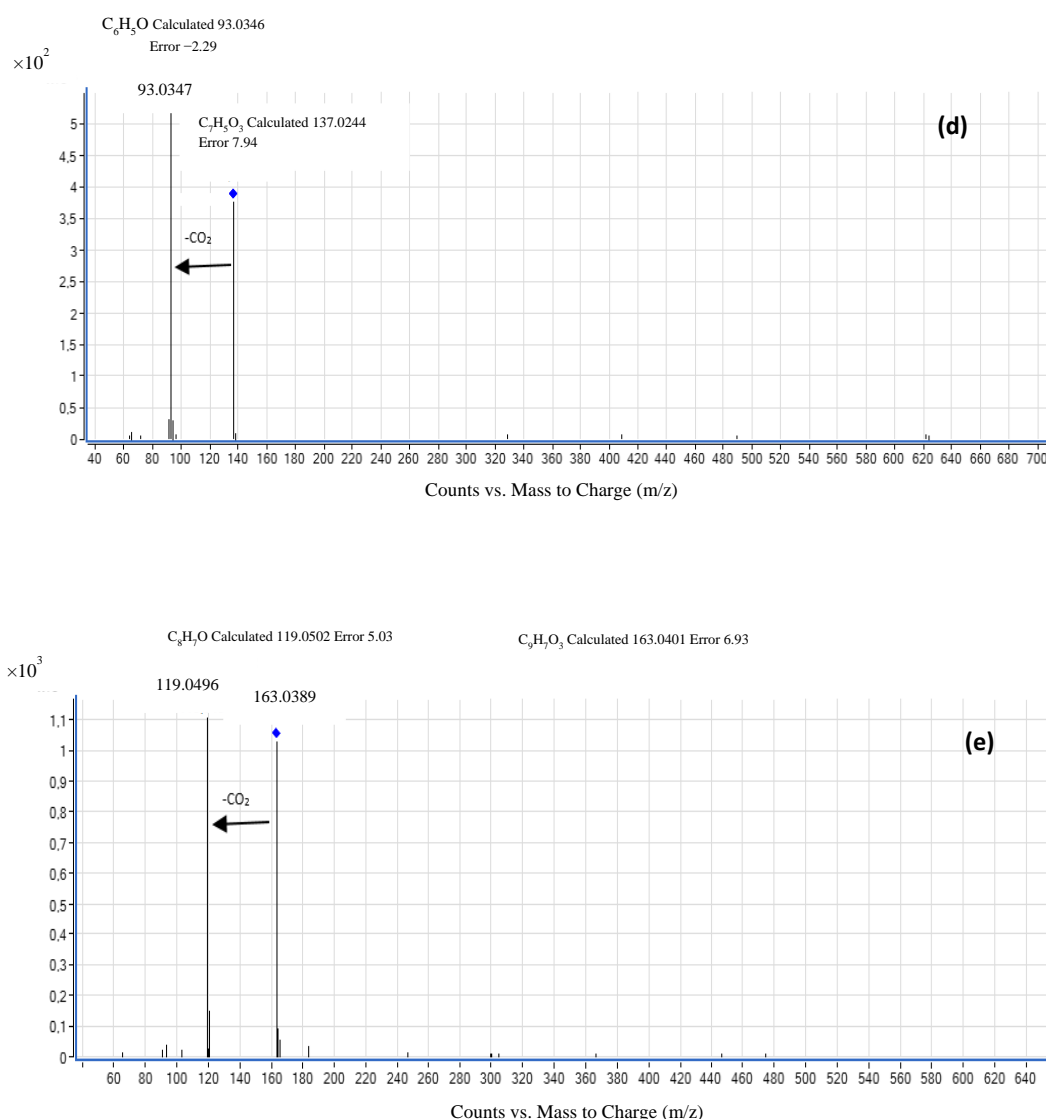 C₆H₅O Calculated 93.0346
Error −2.29
×10²
93.0347
C₇H₅O₃ Calculated 137.0244
Error 7.94
(d)
5
4,5
4
3,5
3
-CO₂
2,5
2
1,5
1
0,5
0
40 60 80 100 120 140 160 180 200 220 240 260 280 300 320 340 360 380 400 420 440 460 480 500 520 540 560 580 600 620 640 660 680 700
Counts vs. Mass to Charge (m/z)
C₈H₇O Calculated 119.0502 Error 5.03 C₉H₇O₃ Calculated 163.0401 Error 6.93
×10³
119.0496
163.0389
1,1
(e)
1
0,9
-CO₂
0,8
0,7
0,6
0,5
0,4
0,3
0,2
0,1
0
60 80 100 120 140 160 180 200 220 240 260 280 300 320 340 360 380 400 420 440 460 480 500 520 540 560 580 600 620 640
Counts vs. Mass to Charge (m/z)